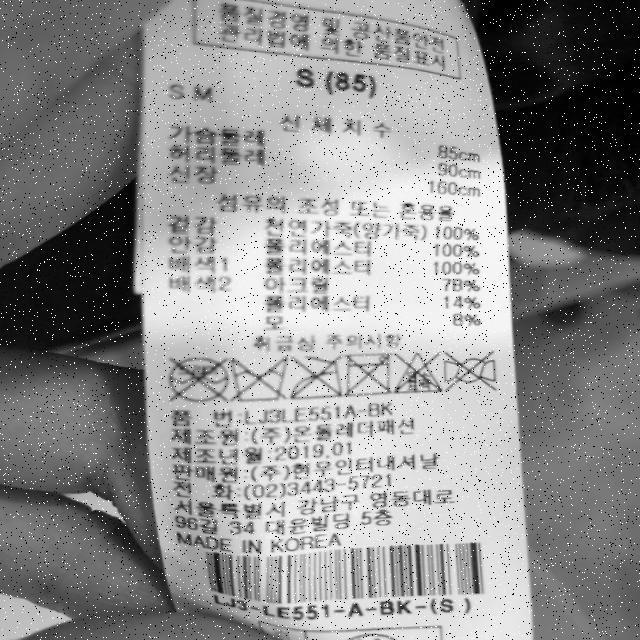 품질경영 및 공산품안전
관리법에 의한 품질표시
S (85)
S M
신 체 치 수
가슴둘레 85cm
허리둘레 90cm
신장 160cm
섬유의 조성 또는 혼용율
겉감 천연가죽(양가죽) 100%
안감 폴리에스터 100%
배색1 폴리에스터 100%
배색2 아크릴 78%
폴리에스터 14%
모 8%
취급시 주의사항
품 번:LJ3LE551A-BK
제조원:(주)온틀레더패션
제조년월:2019.01
판매원:(주)한모인터내셔날
전 화:(02)3443-5721
서울특별시 강남구 영동대로
96길 34 대온빌딩 5층
MADE IN KOREA
LJ3-LE551-A-BK-(S )